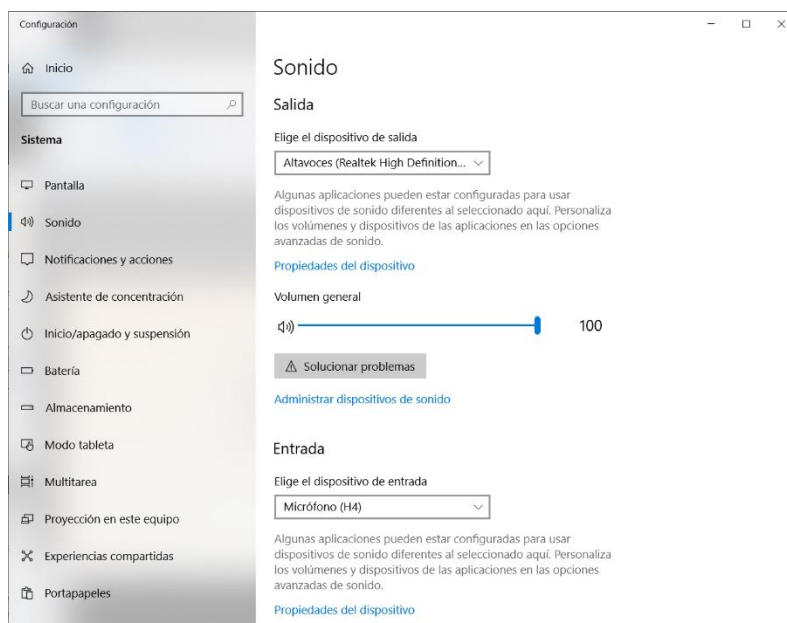 Configuración
Inicio
Buscar una configuración
Sistema
Pantalla
Sonido
Notificaciones y acciones
Asistente de concentración
Inicio/apagado y suspensión
Batería
Almacenamiento
Modo tableta
Multitarea
Proyección en este equipo
Experiencias compartidas
Portapapeles
Sonido
Salida
Elige el dispositivo de salida
Altavoces (Realtek High Definition...
Algunas aplicaciones pueden estar configuradas para usar
dispositivos de sonido diferentes al seleccionado aquí. Personaliza
los volúmenes y dispositivos de las aplicaciones en las opciones
avanzadas de sonido.
Propiedades del dispositivo
Volumen general
100
Solucionar problemas
Administrar dispositivos de sonido
Entrada
Elige el dispositivo de entrada
Micrófono (H4)
Algunas aplicaciones pueden estar configuradas para usar
dispositivos de sonido diferentes al seleccionado aquí. Personaliza
los volúmenes y dispositivos de las aplicaciones en las opciones
avanzadas de sonido.
Propiedades del dispositivo